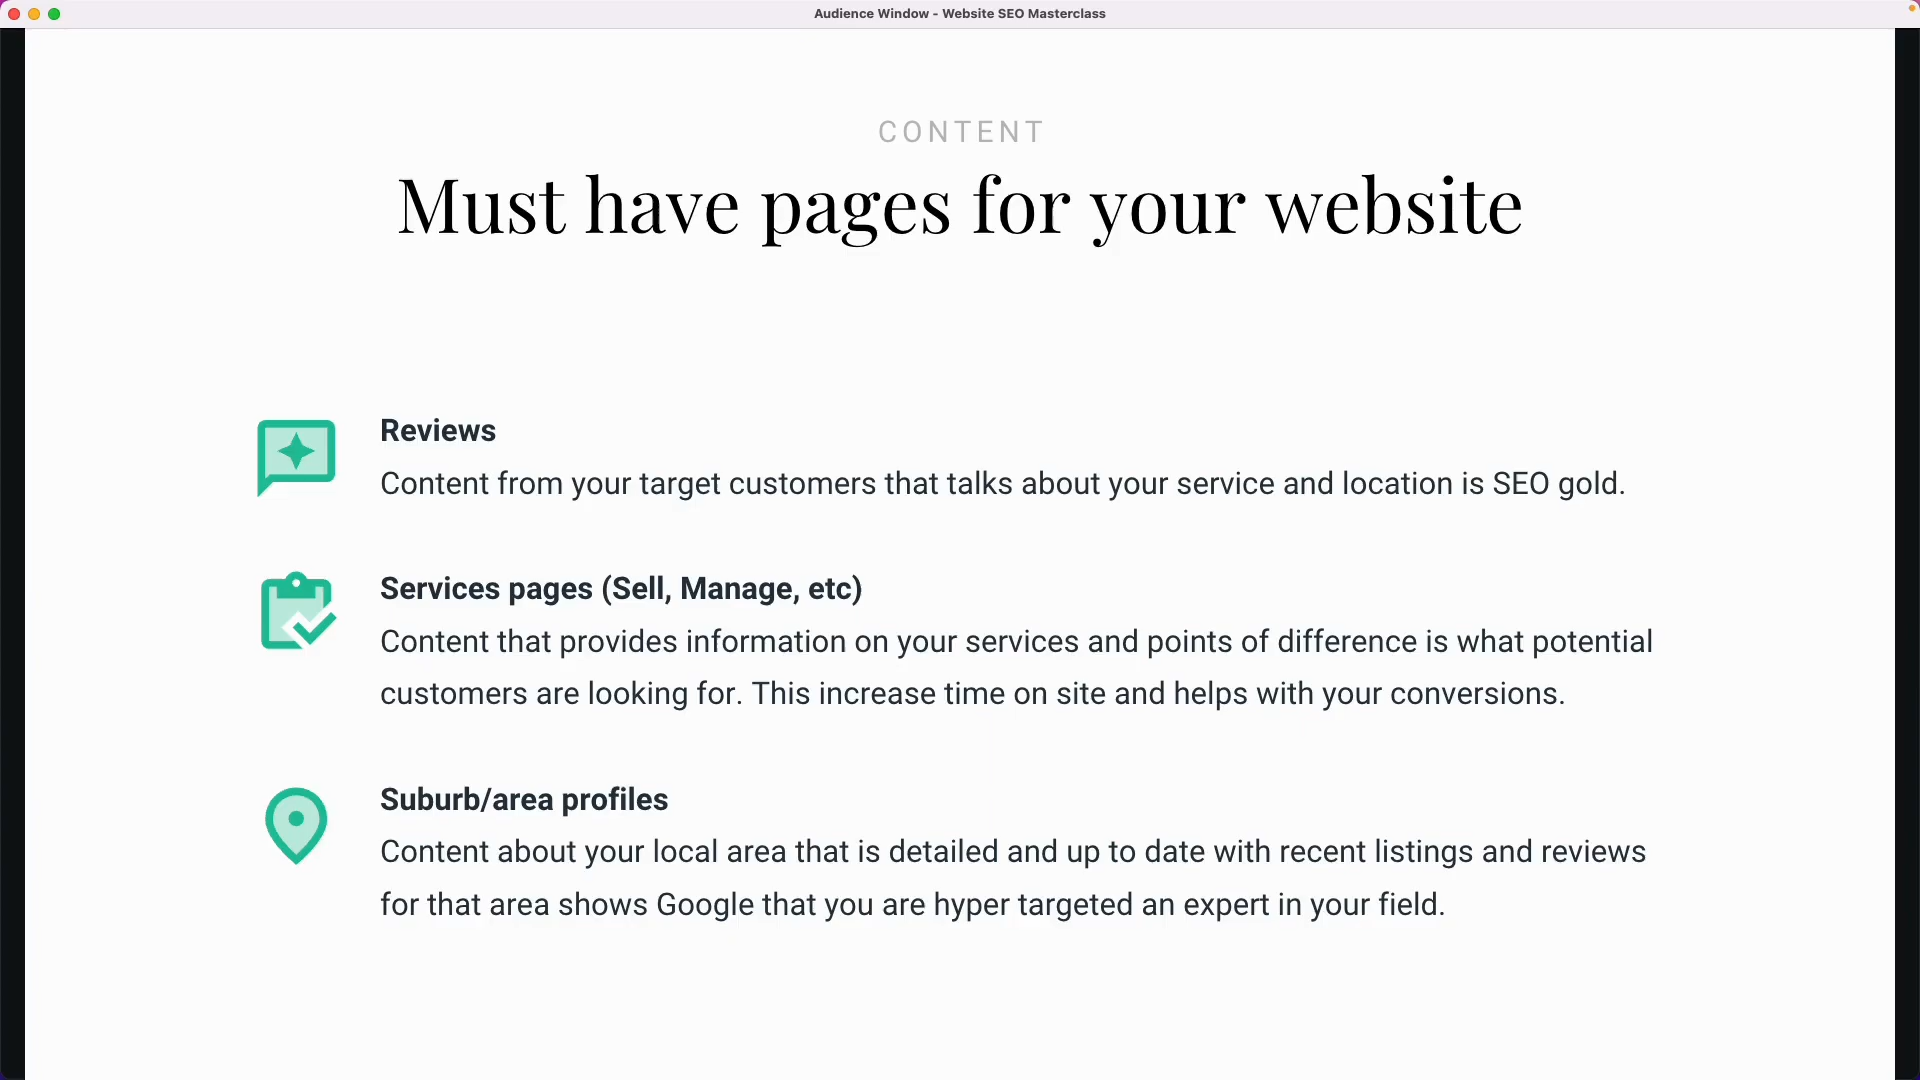 Audience Window - Website SEO Masterclass
CONTENT
Must have pages for your website
Reviews
Content from your target customers that talks about your service and location is SEO gold.
Services pages (Sell, Manage, etc)
Content that provides information on your services and points of difference is what potential
customers are looking for. This increase time on site and helps with your conversions.
Suburb/area profiles
Content about your local area that is detailed and up to date with recent listings and reviews
for that area shows Google that you are hyper targeted an expert in your field.